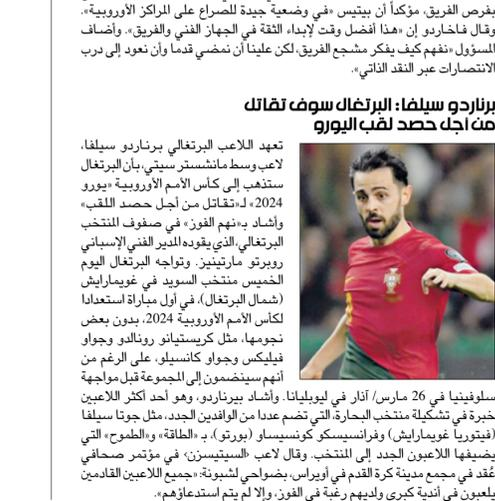 بفرص الفريق، مؤكداً أن بيتيس «في وضعية جيدة للصراع على المراكز الأوروبية».
وقال فاخاردو إن «هذا أفضل وقت لإبداء الثقة في الجهاز الفني والفريق». وأضاف
المسؤول «نفهم كيف يفكر مشجع الفريق، لكن علينا أن نمضي قدما وأن نعود إلى درب
الانتصارات عبر النقد الذاتي».
برناردو سيلفا: البرتغال سوف تقاتل
من أجل حصد لقب اليورو
تعهد اللاعب البرتغالي برناردو سيلفا،
لاعب وسط مانشستر سيتي، بأن البرتغال
ستذهب إلى كأس الأمم الأوروبية «يورو
2024» لـ«تقاتل من أجل حصد اللقب»
وأشاد بـ«نهم الفوز» في صفوف المنتخب
البرتغالي، الذي يقوده المدير الفني الإسباني
روبرتو مارتينيز. وتواجه البرتغال اليوم
الخميس منتخب السويد في غويمارايش
(شمال البرتغال)، في أول مباراة استعدادا
لكأس الأمم الأوروبية 2024، بدون بعض
نجومها، مثل كريستيانو رونالدو وجواو
فيليكس وجواو كانسيلو، على الرغم من
أنهم سينضمون إلى المجموعة قبل مواجهة
سلوفينيا في 26 مارس/ آذار في ليوبليانا. وأشاد بيرناردو، وهو أحد أكثر اللاعبين
خبرة في تشكيلة منتخب البحارة، التي تضم عددا من الوافدين الجدد، مثل جوتا سيلفا
(فيتوريا غويمارايش) وفرانسيسكو كونسيساو (بورتو)، بـ «الطاقة» و«الطموح» التي
يضيفها اللاعبون الجدد إلى المنتخب. وقال لاعب «السيتيسزن» في مؤتمر صحافي
عُقد في مجمع مدينة كرة القدم في أويراس، بضواحي لشبونة: «جميع اللاعبين القادمين
يلعبون في أندية كبرى ولديهم رغبة في الفوز، وإلا لم يتم استدعاؤهم».